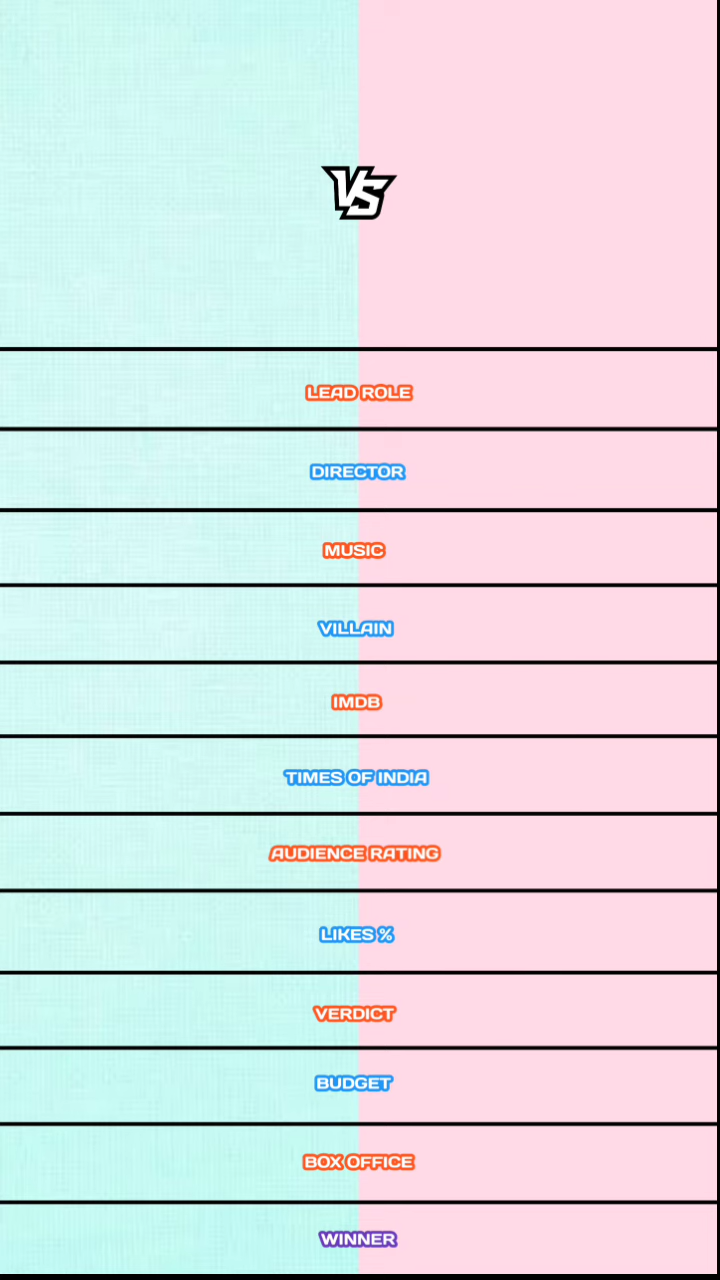 VS
LEAD ROLE
DIRECTOR
MUSIC
VILLAIN
IMDB
TIMES OF INDIA
AUDIENCE RATING
LIKES %
VERDICT
BUDGET
BOX OFFICE
WINNER